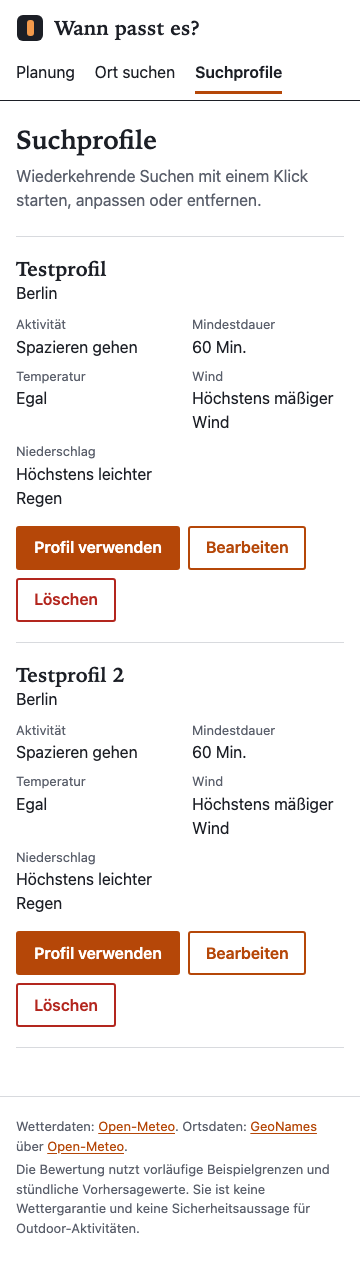 Wann passt es?
Planung Ort suchen Suchprofile
Suchprofile
Wiederkehrende Suchen mit einem Klick
starten, anpassen oder entfernen.
Testprofil
Berlin
Aktivität Mindestdauer
Spazieren gehen 60 Min.
Temperatur Wind
Egal Höchstens mäßiger
Wind
Niederschlag
Höchstens leichter
Regen
Profil verwenden Bearbeiten
Löschen
Testprofil 2
Berlin
Aktivität Mindestdauer
Spazieren gehen 60 Min.
Temperatur Wind
Egal Höchstens mäßiger
Wind
Niederschlag
Höchstens leichter
Regen
Profil verwenden Bearbeiten
Löschen
Wetterdaten: Open-Meteo. Ortsdaten: GeoNames
über Open-Meteo.
Die Bewertung nutzt vorläufige Beispielgrenzen und
stündliche Vorhersagewerte. Sie ist keine
Wettergarantie und keine Sicherheitsaussage für
Outdoor-Aktivitäten.